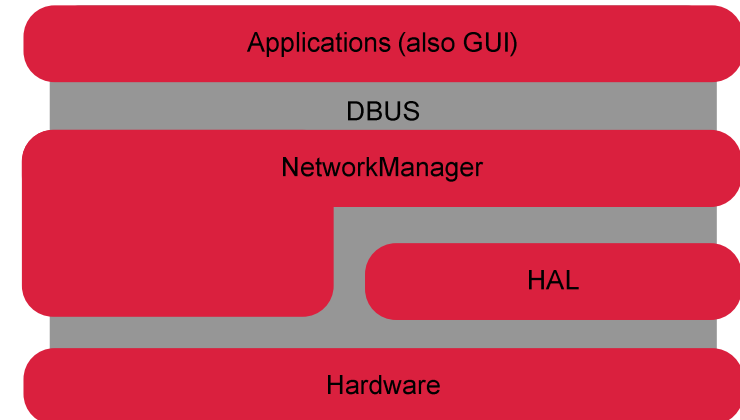 Applications (also GUI)
DBUS
NetworkManager
HAL
Hardware